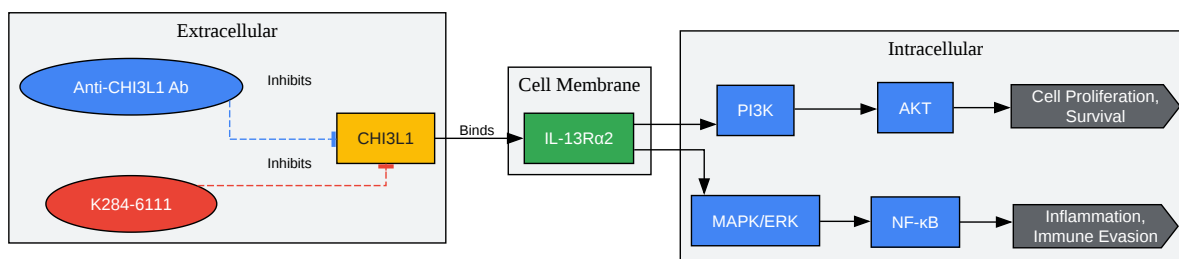 Extracellular
Anti-CHI3L1 Ab
Inhibits
CHI3L1
Inhibits
K284-6111
Binds
Cell Membrane
IL-13Rα2
Intracellular
PI3K
AKT
Cell Proliferation,
Survival
MAPK/ERK
NF-κB
Inflammation,
Immune Evasion